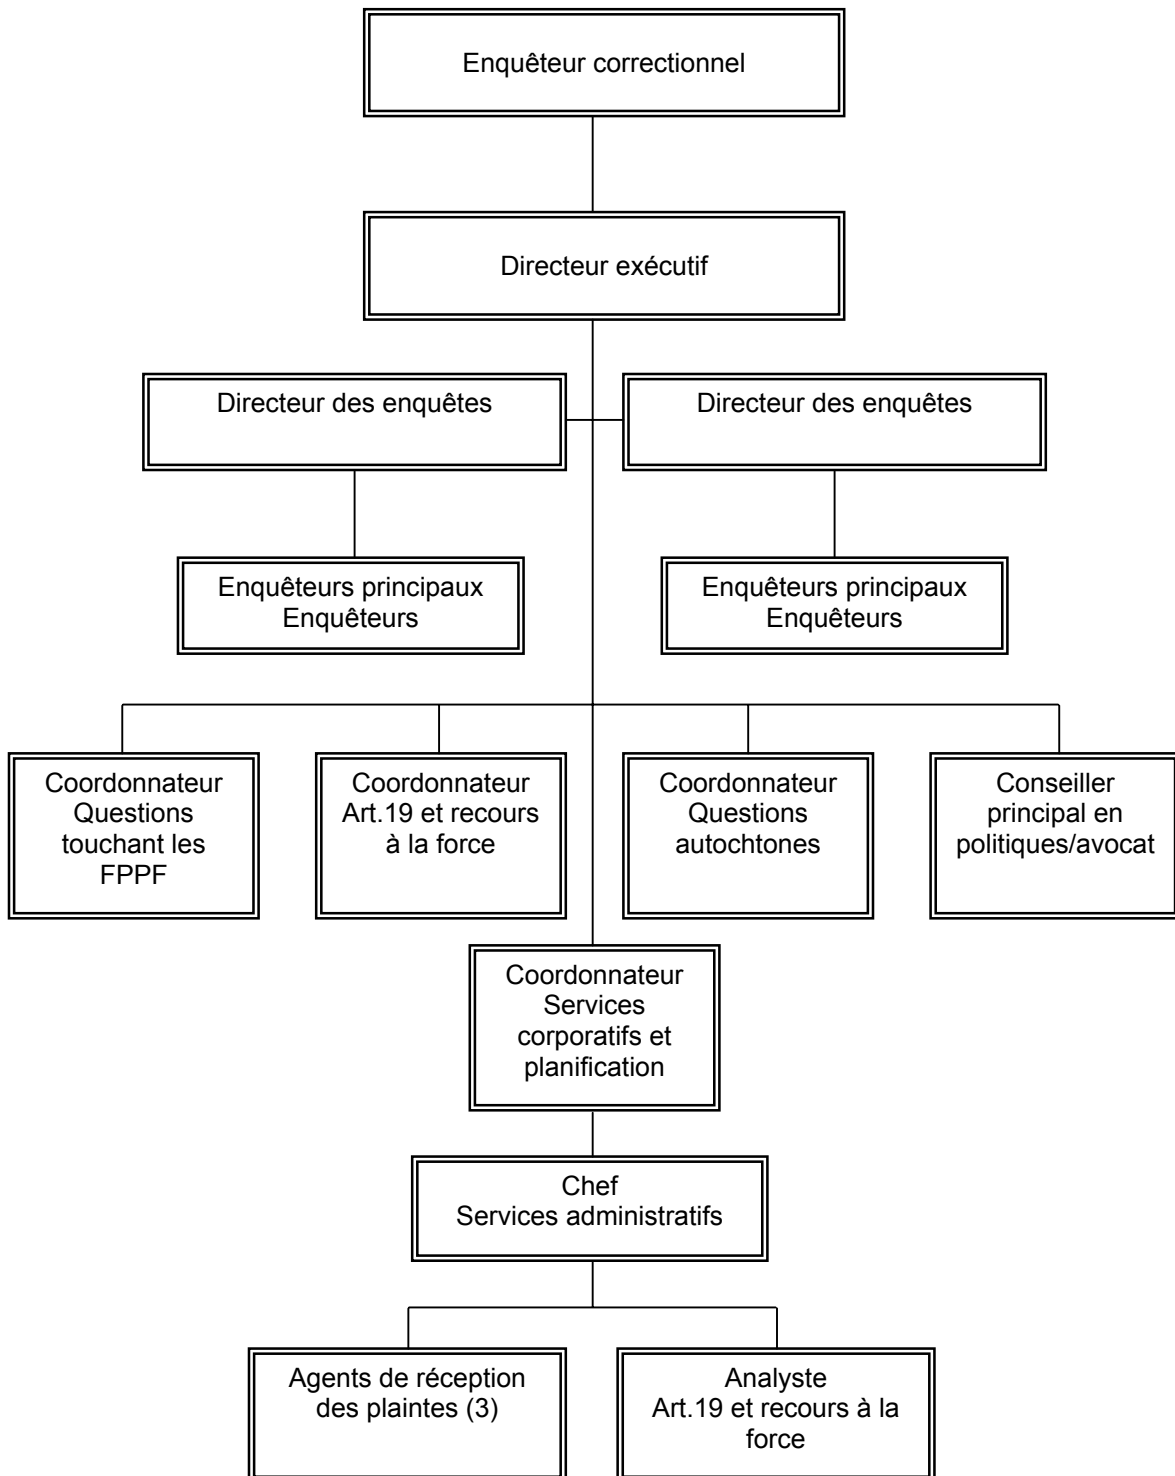 Enquêteur correctionnel
Directeur exécutif
Directeur des enquêtes
Directeur des enquêtes
Enquêteurs principaux
Enquêteurs
Enquêteurs principaux
Enquêteurs
Coordonnateur
Questions
touchant les
FPPF
Coordonnateur
Art.19 et recours
à la force
Coordonnateur
Questions
autochtones
Conseiller
principal en
politiques/avocat
Coordonnateur
Services
corporatifs et
planification
Chef
Services administratifs
Agents de réception
des plaintes (3)
Analyste
Art.19 et recours à la
force